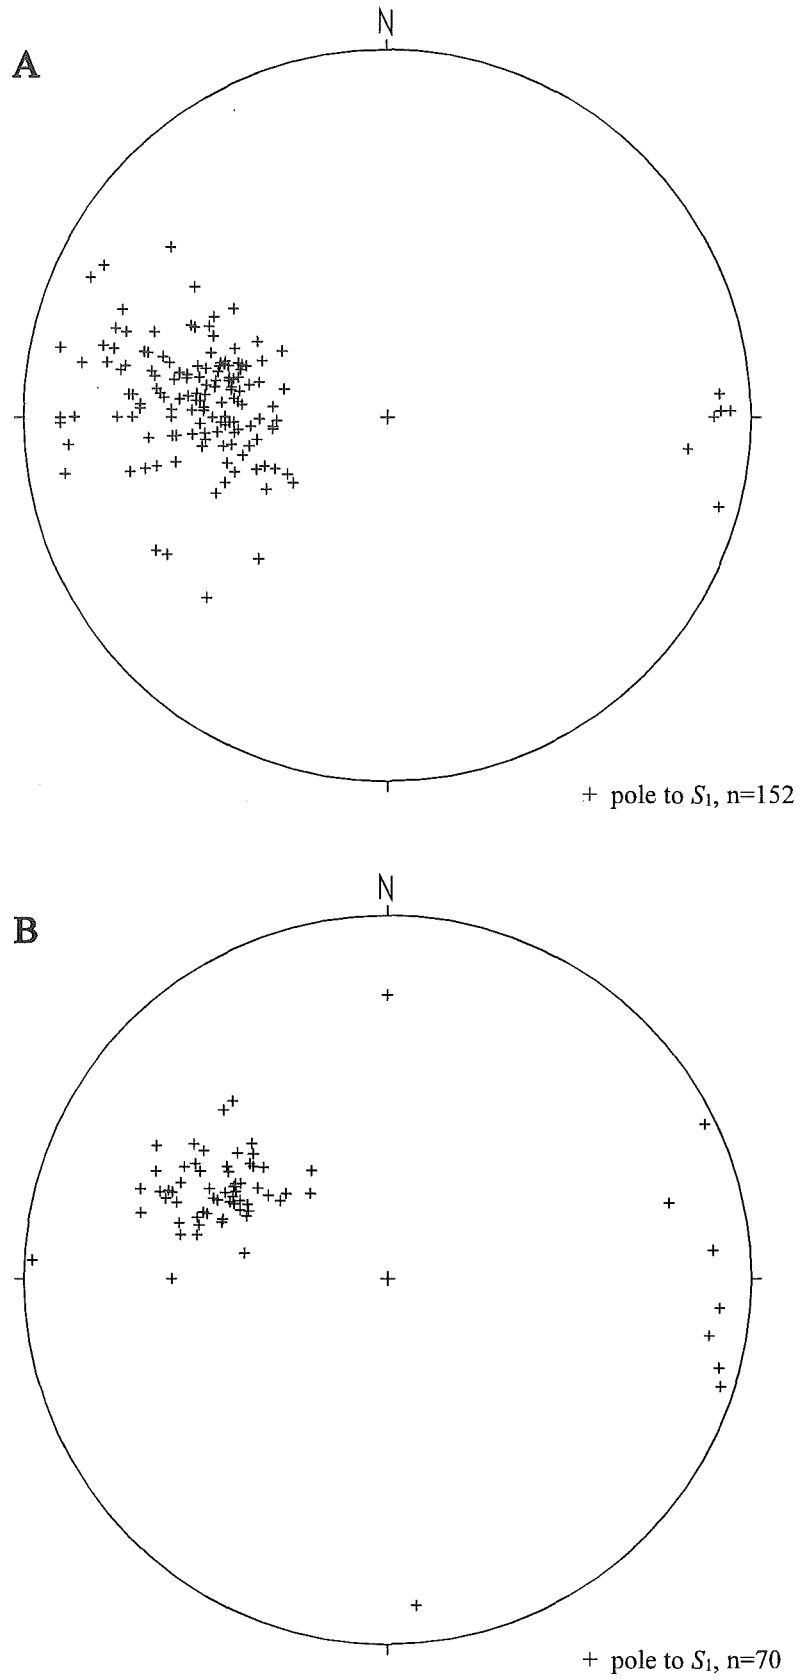 N
A
+ pole to S₁, n=152
N
B
+ pole to S₁, n=70